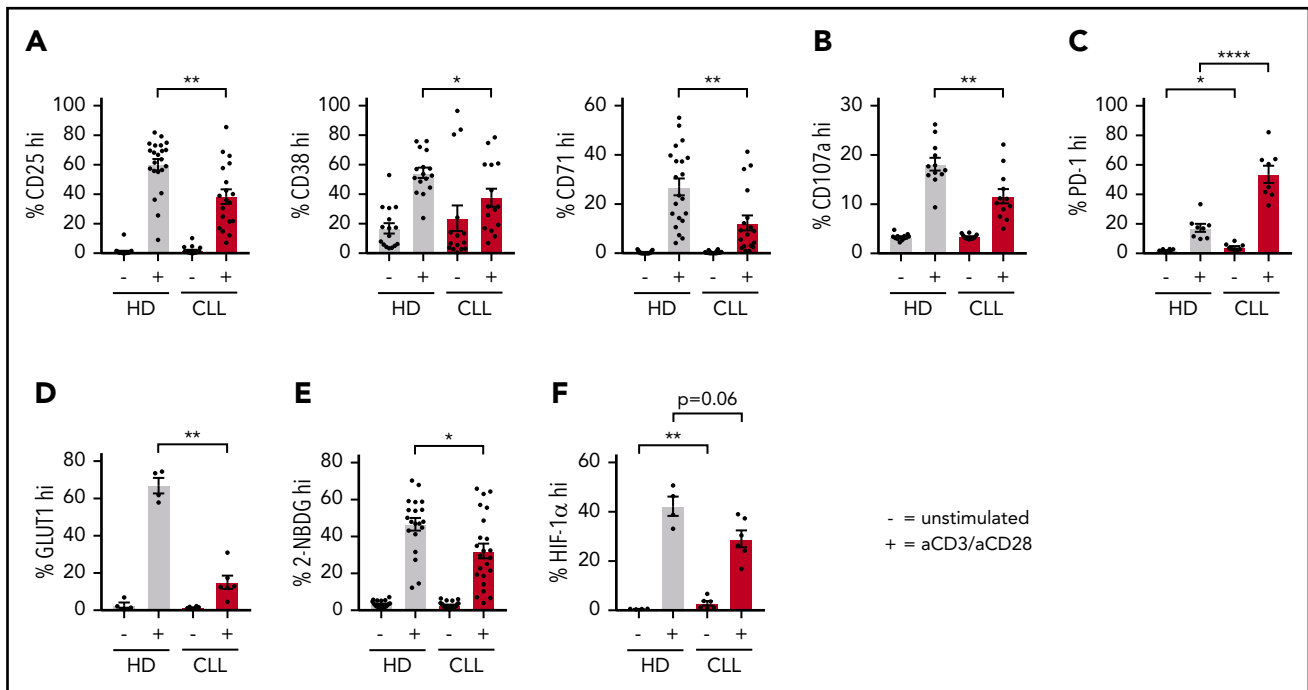 A
B
C
**
% CD25 hi
100
80
60
40
20
0
- + - +
HD CLL
*
% CD38 hi
100
80
60
40
20
0
- + - +
HD CLL
**
% CD71 hi
60
40
20
0
- + - +
HD CLL
**
% CD107a hi
30
20
10
0
- + - +
HD CLL
****
*
% PD-1 hi
100
80
60
40
20
0
- + - +
HD CLL
D
E
F
**
% GLUT1 hi
80
60
40
20
0
- + - +
HD CLL
*
% 2-NBDG hi
80
60
40
20
0
- + - +
HD CLL
p=0.06
**
% HIF-1α hi
60
40
20
0
- + - +
HD CLL
- = unstimulated
+ = aCD3/aCD28